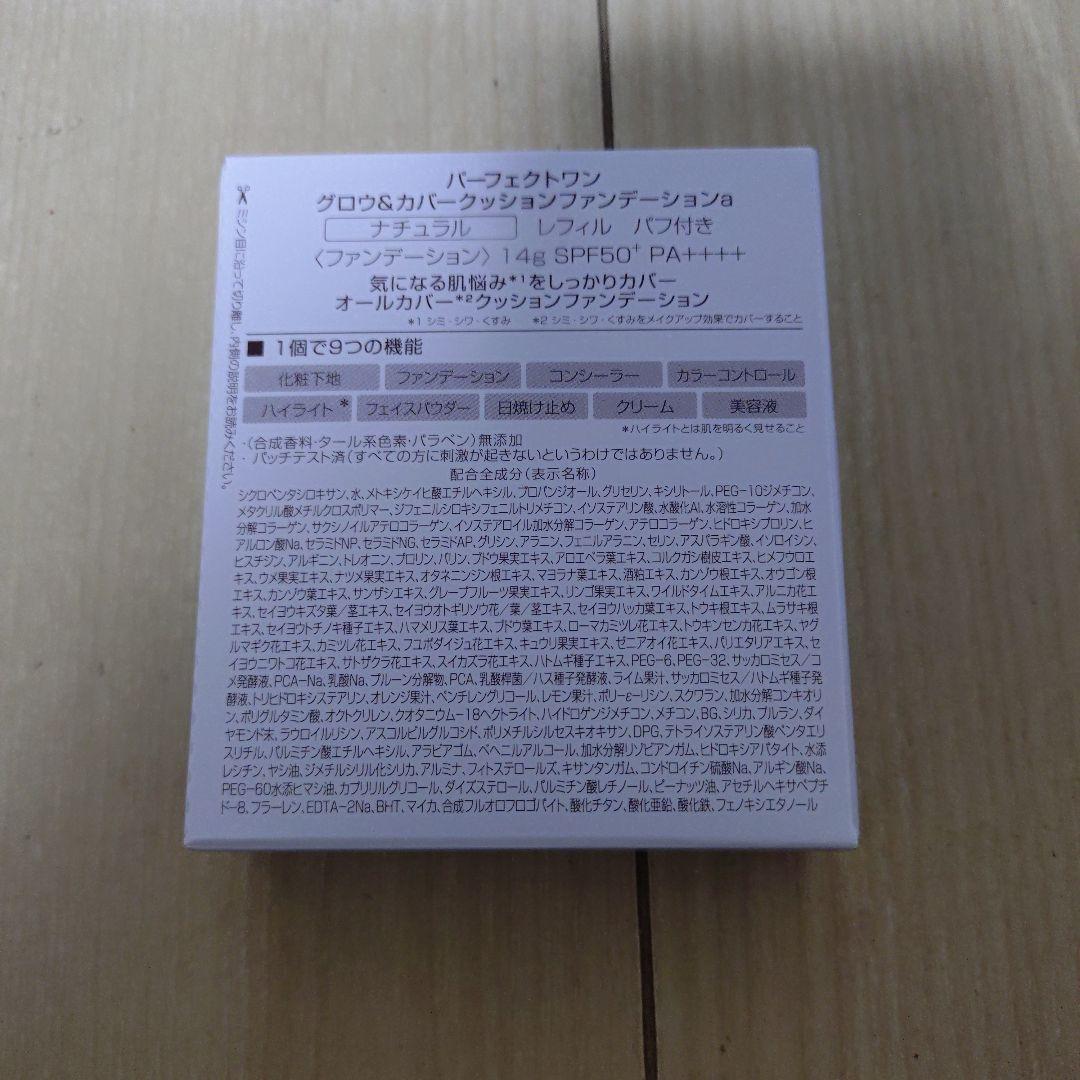 パーフェクトワン
グロウ&カバークッションファンデーションa
ナチュラル レフィル パフ付き
〈ファンデーション〉14g SPF50+ PA++++
気になる肌悩み*1をしっかりカバー
オールカバー*2クッションファンデーション
*1 シミ・シワ・くすみ *2 シミ・シワ・くすみをメイクアップ効果でカバーすること
■ 1個で9つの機能
化粧下地 ファンデーション コンシーラー カラーコントロール
ハイライト* フェイスパウダー 日焼け止め クリーム 美容液
*ハイライトとは肌を明るく見せること
・(合成香料・タール系色素・パラベン)無添加
・パッチテスト済(すべての方に刺激が起きないというわけではありません。)
配合全成分(表示名称)
シクロペンタシロキサン、水、メトキシケイヒ酸エチルヘキシル、プロパンジオール、グリセリン、キシリトール、PEG-10ジメチコン、
メタクリル酸メチルクロスポリマー、ジフェニルシロキシフェニルトリメチコン、イソステアリン酸、水酸化Al、水溶性コラーゲン、加水
分解コラーゲン、サクシノイルアテロコラーゲン、イソステアロイル加水分解コラーゲン、アテロコラーゲン、ヒドロキシプロリン、ヒ
アルロン酸Na、セラミドNP、セラミドNG、セラミドAP、グリシン、アラニン、フェニルアラニン、セリン、アスパラギン酸、イソロイシン、
ヒスチジン、アルギニン、トレオニン、プロリン、バリン、ブドウ果実エキス、アロエベラ葉エキス、コルクガシ樹皮エキス、ヒメフウロエ
キス、ウメ果実エキス、ナツメ果実エキス、オタネニンジン根エキス、マヨラナ葉エキス、酒粕エキス、カンゾウ根エキス、オウゴン根
エキス、カンゾウ葉エキス、サンザシエキス、グレープフルーツ果実エキス、リンゴ果実エキス、ワイルドタイムエキス、アルニカ花エ
キス、セイヨウキズタ葉/茎エキス、セイヨウオトギリソウ花/葉/茎エキス、セイヨウハッカ葉エキス、トウキ根エキス、ムラサキ根
エキス、セイヨウトチノキ種子エキス、ハマメリス葉エキス、ブドウ葉エキス、ローマカミツレ花エキス、トウキンセンカ花エキス、ヤグ
ルマギク花エキス、カミツレ花エキス、フユボダイジュ花エキス、キュウリ果実エキス、ゼニアオイ花エキス、パリエタリアエキス、セ
イヨウニワトコ花エキス、サトザクラ花エキス、スイカズラ花エキス、ハトムギ種子エキス、PEG-6、PEG-32、サッカロミセス/コ
メ発酵液、PCA-Na、乳酸Na、プルーン分解物、PCA、乳酸桿菌/ハス種子発酵液、ライム果汁、サッカロミセス/ハトムギ種子発
酵液、トリヒドロキシステアリン、オレンジ果汁、ペンチレングリコール、レモン果汁、ポリ-ε-リシン、スクワラン、加水分解コンキオリ
ン、ポリグルタミン酸、オクトクリレン、クオタニウム-18ヘクトライト、ハイドロゲンジメチコン、メチコン、BG、シリカ、プルラン、ダイ
ヤモンド末、ラウロイルリシン、アスコルビルグルコシド、ポリメチルシルセスキオキサン、DPG、テトライソステアリン酸ペンタエリ
スリチル、パルミチン酸エチルヘキシル、アラビアゴム、ベヘニルアルコール、加水分解リゾビアンガム、ヒドロキシアパタイト、水添
レシチン、ヤシ油、ジメチルシリル化シリカ、アルミナ、フィトステロールズ、キサンタンガム、コンドロイチン硫酸Na、アルギン酸Na、
PEG-60水添ヒマシ油、カプリリルグリコール、ダイズステロール、パルミチン酸レチノール、ピーナッツ油、アセチルヘキサペプチ
ド-8、フラーレン、EDTA-2Na、BHT、マイカ、合成フルオロフロゴパイト、酸化チタン、酸化亜鉛、酸化鉄、フェノキシエタノール
ミシン目に沿って切り離し、内側の説明をお読みください。